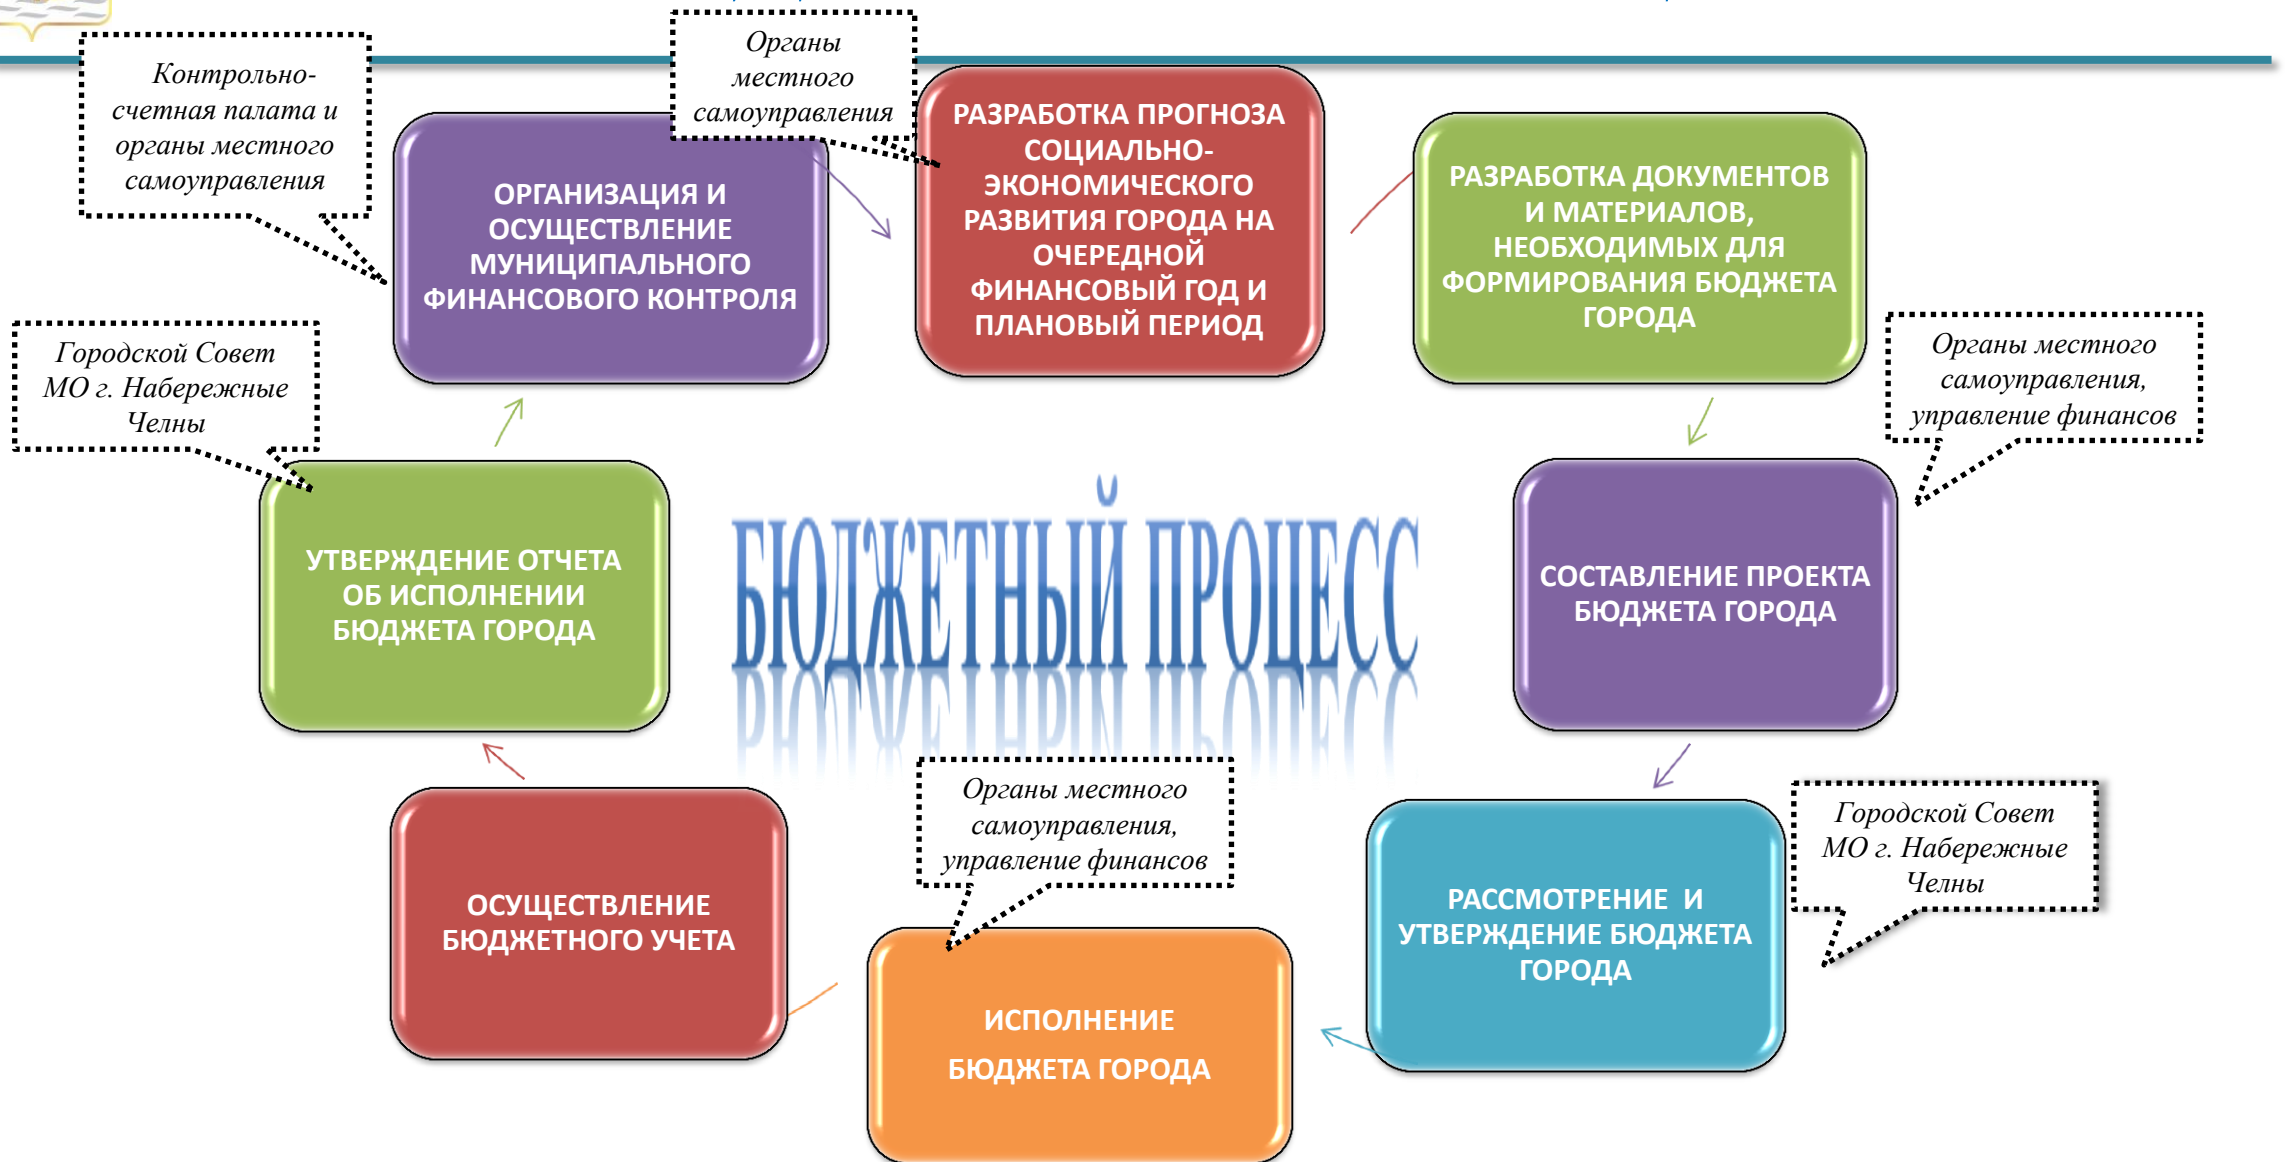 Контрольно-
счетная палата и
органы местного
самоуправления
Органы
местного
самоуправления
ОРГАНИЗАЦИЯ И
ОСУЩЕСТВЛЕНИЕ
МУНИЦИПАЛЬНОГО
ФИНАНСОВОГО КОНТРОЛЯ
РАЗРАБОТКА ПРОГНОЗА
СОЦИАЛЬНО-
ЭКОНОМИЧЕСКОГО
РАЗВИТИЯ ГОРОДА НА
ОЧЕРЕДНОЙ
ФИНАНСОВЫЙ ГОД И
ПЛАНОВЫЙ ПЕРИОД
РАЗРАБОТКА ДОКУМЕНТОВ
И МАТЕРИАЛОВ,
НЕОБХОДИМЫХ ДЛЯ
ФОРМИРОВАНИЯ БЮДЖЕТА
ГОРОДА
Органы местного
самоуправления,
управление финансов
Городской Совет
МО г. Набережные
Челны
УТВЕРЖДЕНИЕ ОТЧЕТА
ОБ ИСПОЛНЕНИИ
БЮДЖЕТА ГОРОДА
БЮДЖЕТНЫЙ ПРОЦЕСС
СОСТАВЛЕНИЕ ПРОЕКТА
БЮДЖЕТА ГОРОДА
Органы местного
самоуправления,
управление финансов
Городской Совет
МО г. Набережные
Челны
ОСУЩЕСТВЛЕНИЕ
БЮДЖЕТНОГО УЧЕТА
ИСПОЛНЕНИЕ
БЮДЖЕТА ГОРОДА
РАССМОТРЕНИЕ И
УТВЕРЖДЕНИЕ БЮДЖЕТА
ГОРОДА